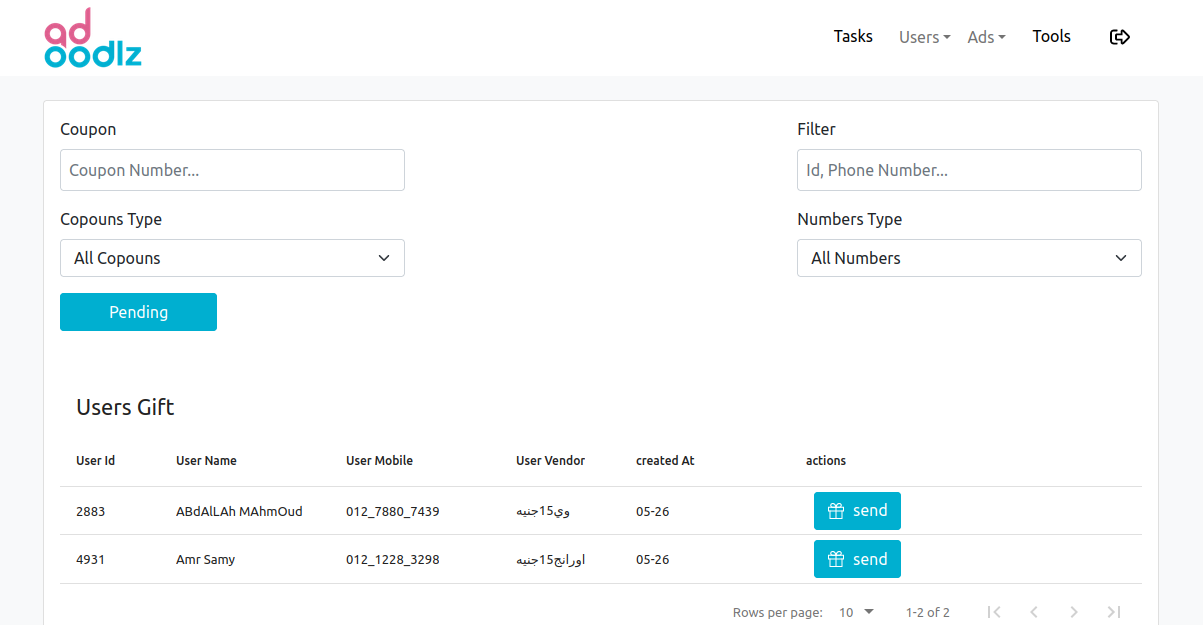 ad
oodlz
Tasks Users Ads Tools
Coupon Filter
Coupon Number... Id, Phone Number...
Copouns Type Numbers Type
All Copouns All Numbers
Pending
Users Gift
User Id User Name User Mobile User Vendor created At actions
2883 ABdAlLAh MAhmOud 012_7880_7439 وي15جنيه 05-26 send
4931 Amr Samy 012_1228_3298 اورانج15جنيه 05-26 send
Rows per page: 10 1-2 of 2